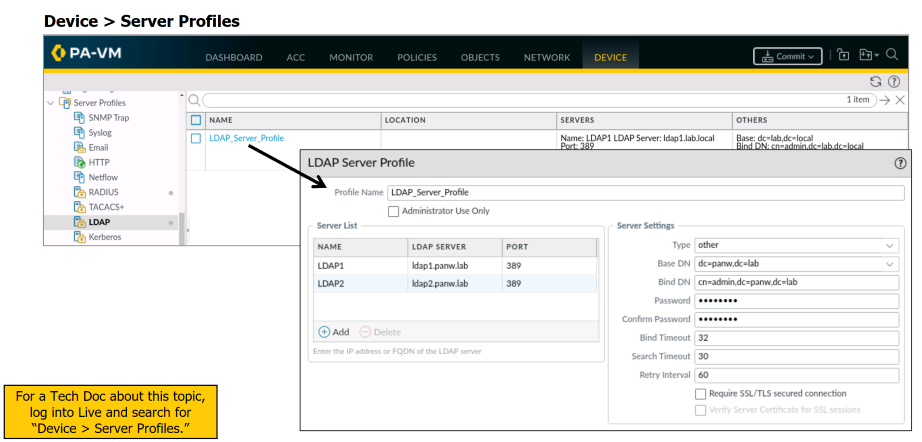 Device > Server Profiles
PA-VM
DASHBOARD ACC MONITOR POLICIES OBJECTS NETWORK DEVICE Commit
1 item
Server Profiles
SNMP Trap
Syslog
Email
HTTP
Netflow
RADIUS
TACACS+
LDAP
Kerberos
NAME LOCATION SERVERS OTHERS
LDAP_Server_Profile Name: LDAP1 LDAP Server: ldap1.lab.local Base: dc=lab,dc=local
Port: 389 Bind DN: cn=admin,dc=lab,dc=local
LDAP Server Profile
Profile Name LDAP_Server_Profile
Administrator Use Only
Server List
NAME LDAP SERVER PORT
LDAP1 ldap1.panw.lab 389
LDAP2 ldap2.panw.lab 389
Add Delete
Enter the IP address or FQDN of the LDAP server
Server Settings
Type other
Base DN dc=panw,dc=lab
Bind DN cn=admin,dc=panw,dc=lab
Password ••••••••
Confirm Password ••••••••
Bind Timeout 32
Search Timeout 30
Retry Interval 60
Require SSL/TLS secured connection
Verify Server Certificate for SSL sessions
For a Tech Doc about this topic,
log into Live and search for
“Device > Server Profiles.”